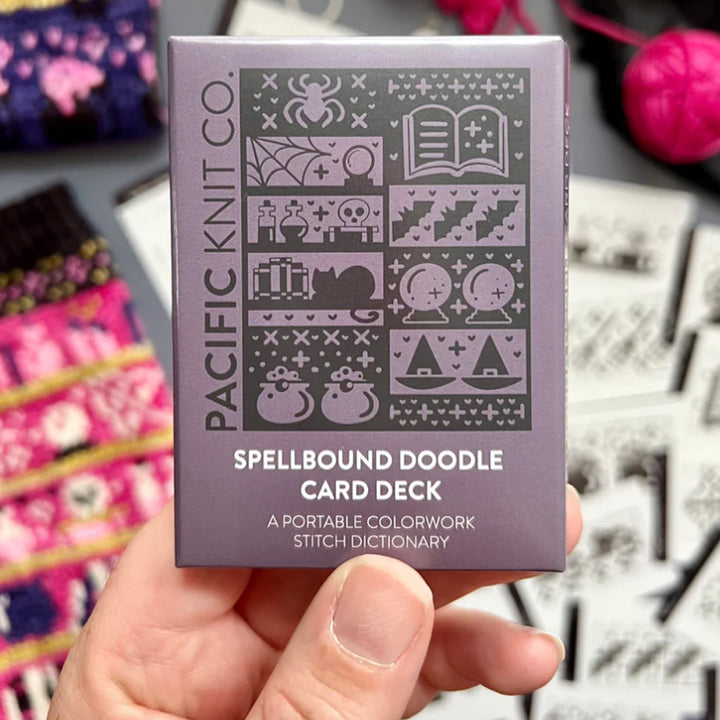 PACIFIC KNIT CO.
SPELLBOUND DOODLE
CARD DECK
A PORTABLE COLORWORK
STITCH DICTIONARY